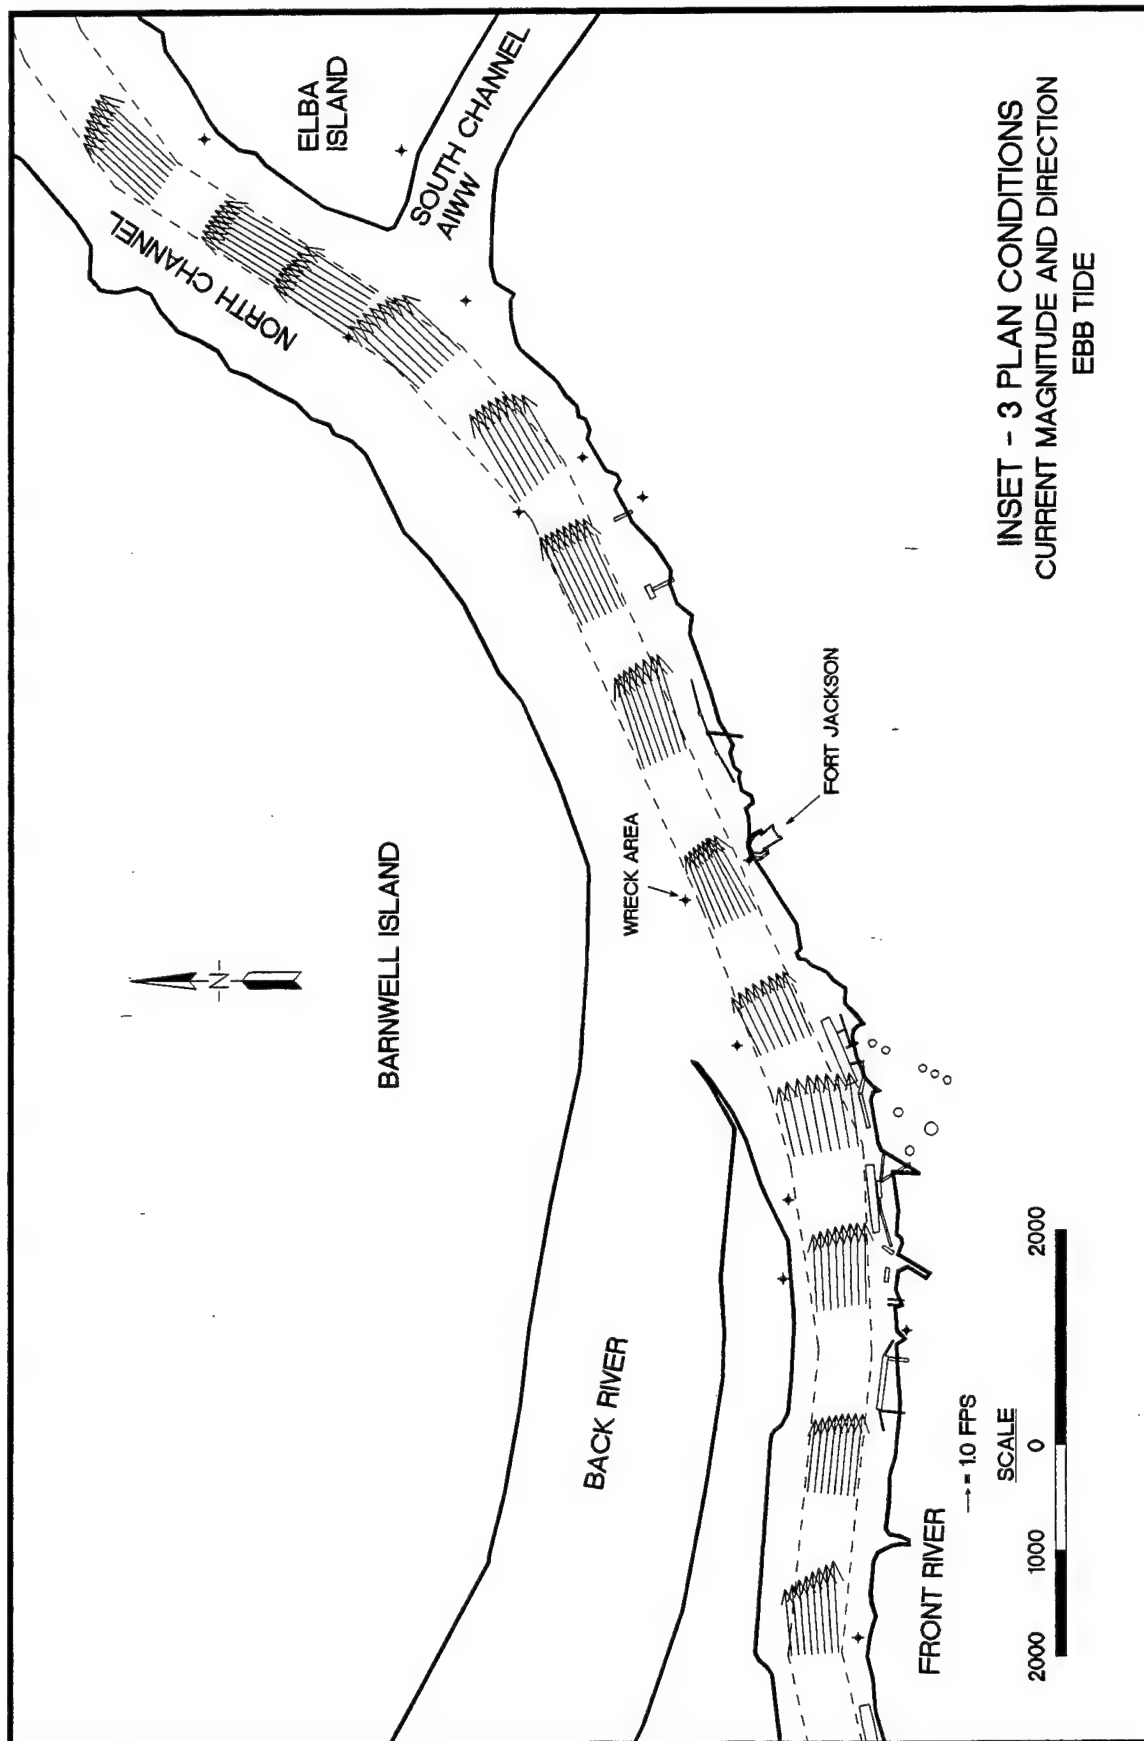 ELBA
ISLAND
SOUTH CHANNEL
AIWW
NORTH CHANNEL
BARNWELL ISLAND
-N-
WRECK AREA
FORT JACKSON
BACK RIVER
FRONT RIVER
→ = 1.0 FPS
SCALE
2000 1000 0 2000
INSET - 3 PLAN CONDITIONS
CURRENT MAGNITUDE AND DIRECTION
EBB TIDE